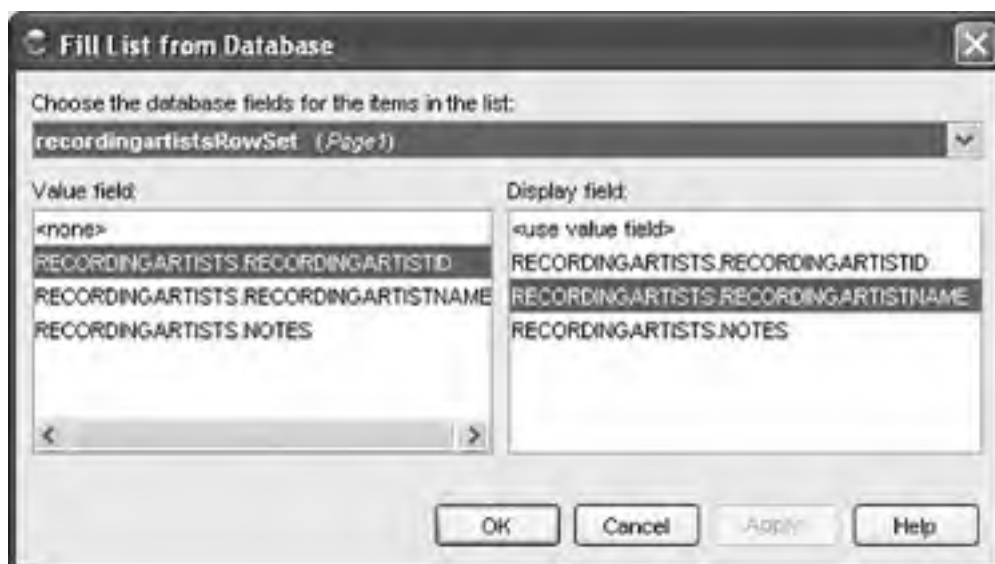 Fill List from Database
Choose the database fields for the items in the list:
recordingartistsRowSet (Page1)
Value field:
Display field:
<none>
RECORDINGARTISTS.RECORDINGARTISTID
RECORDINGARTISTS.RECORDINGARTISTNAME
RECORDINGARTISTS.NOTES
<use value field>
RECORDINGARTISTS.RECORDINGARTISTID
RECORDINGARTISTS.RECORDINGARTISTNAME
RECORDINGARTISTS.NOTES
OK
Cancel
Apply
Help